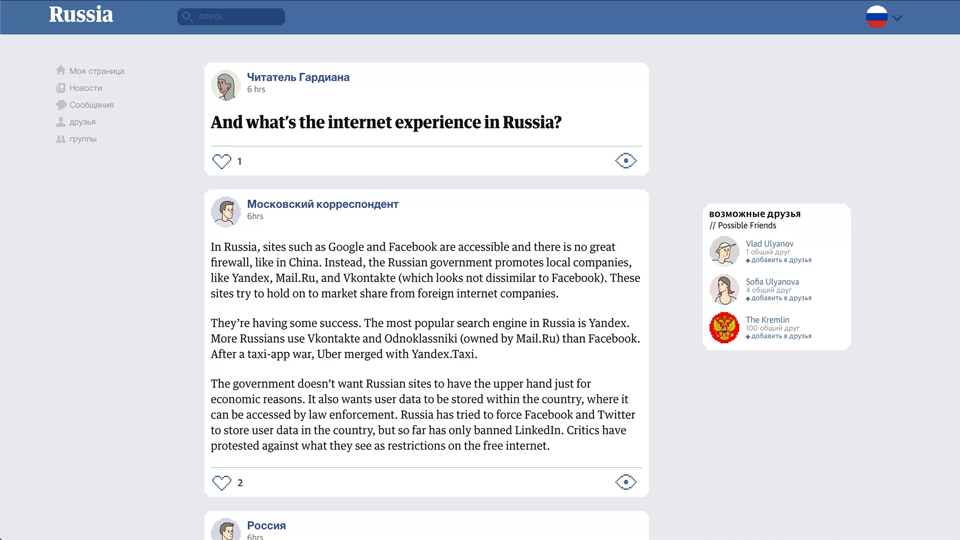 Russia
поиск
Моя страница
Новости
Сообщения
друзья
группы
Читатель Гардиана
6 hrs
And what's the internet experience in Russia?
1
Московский корреспондент
6hrs
In Russia, sites such as Google and Facebook are accessible and there is no great
firewall, like in China. Instead, the Russian government promotes local companies,
like Yandex, Mail.Ru, and Vkontakte (which looks not dissimilar to Facebook). These
sites try to hold on to market share from foreign internet companies.
They're having some success. The most popular search engine in Russia is Yandex.
More Russians use Vkontakte and Odnoklassniki (owned by Mail.Ru) than Facebook.
After a taxi-app war, Uber merged with Yandex.Taxi.
The government doesn't want Russian sites to have the upper hand just for
economic reasons. It also wants user data to be stored within the country, where it
can be accessed by law enforcement. Russia has tried to force Facebook and Twitter
to store user data in the country, but so far has only banned LinkedIn. Critics have
protested against what they see as restrictions on the free internet.
2
Россия
6hrs
возможные друзья
// Possible Friends
Vlad Ulyanov
1 общий друг
добавить в друзья
Sofia Ulyanova
4 общий друг
добавить в друзья
The Kremlin
100 общий друг
добавить в друзья